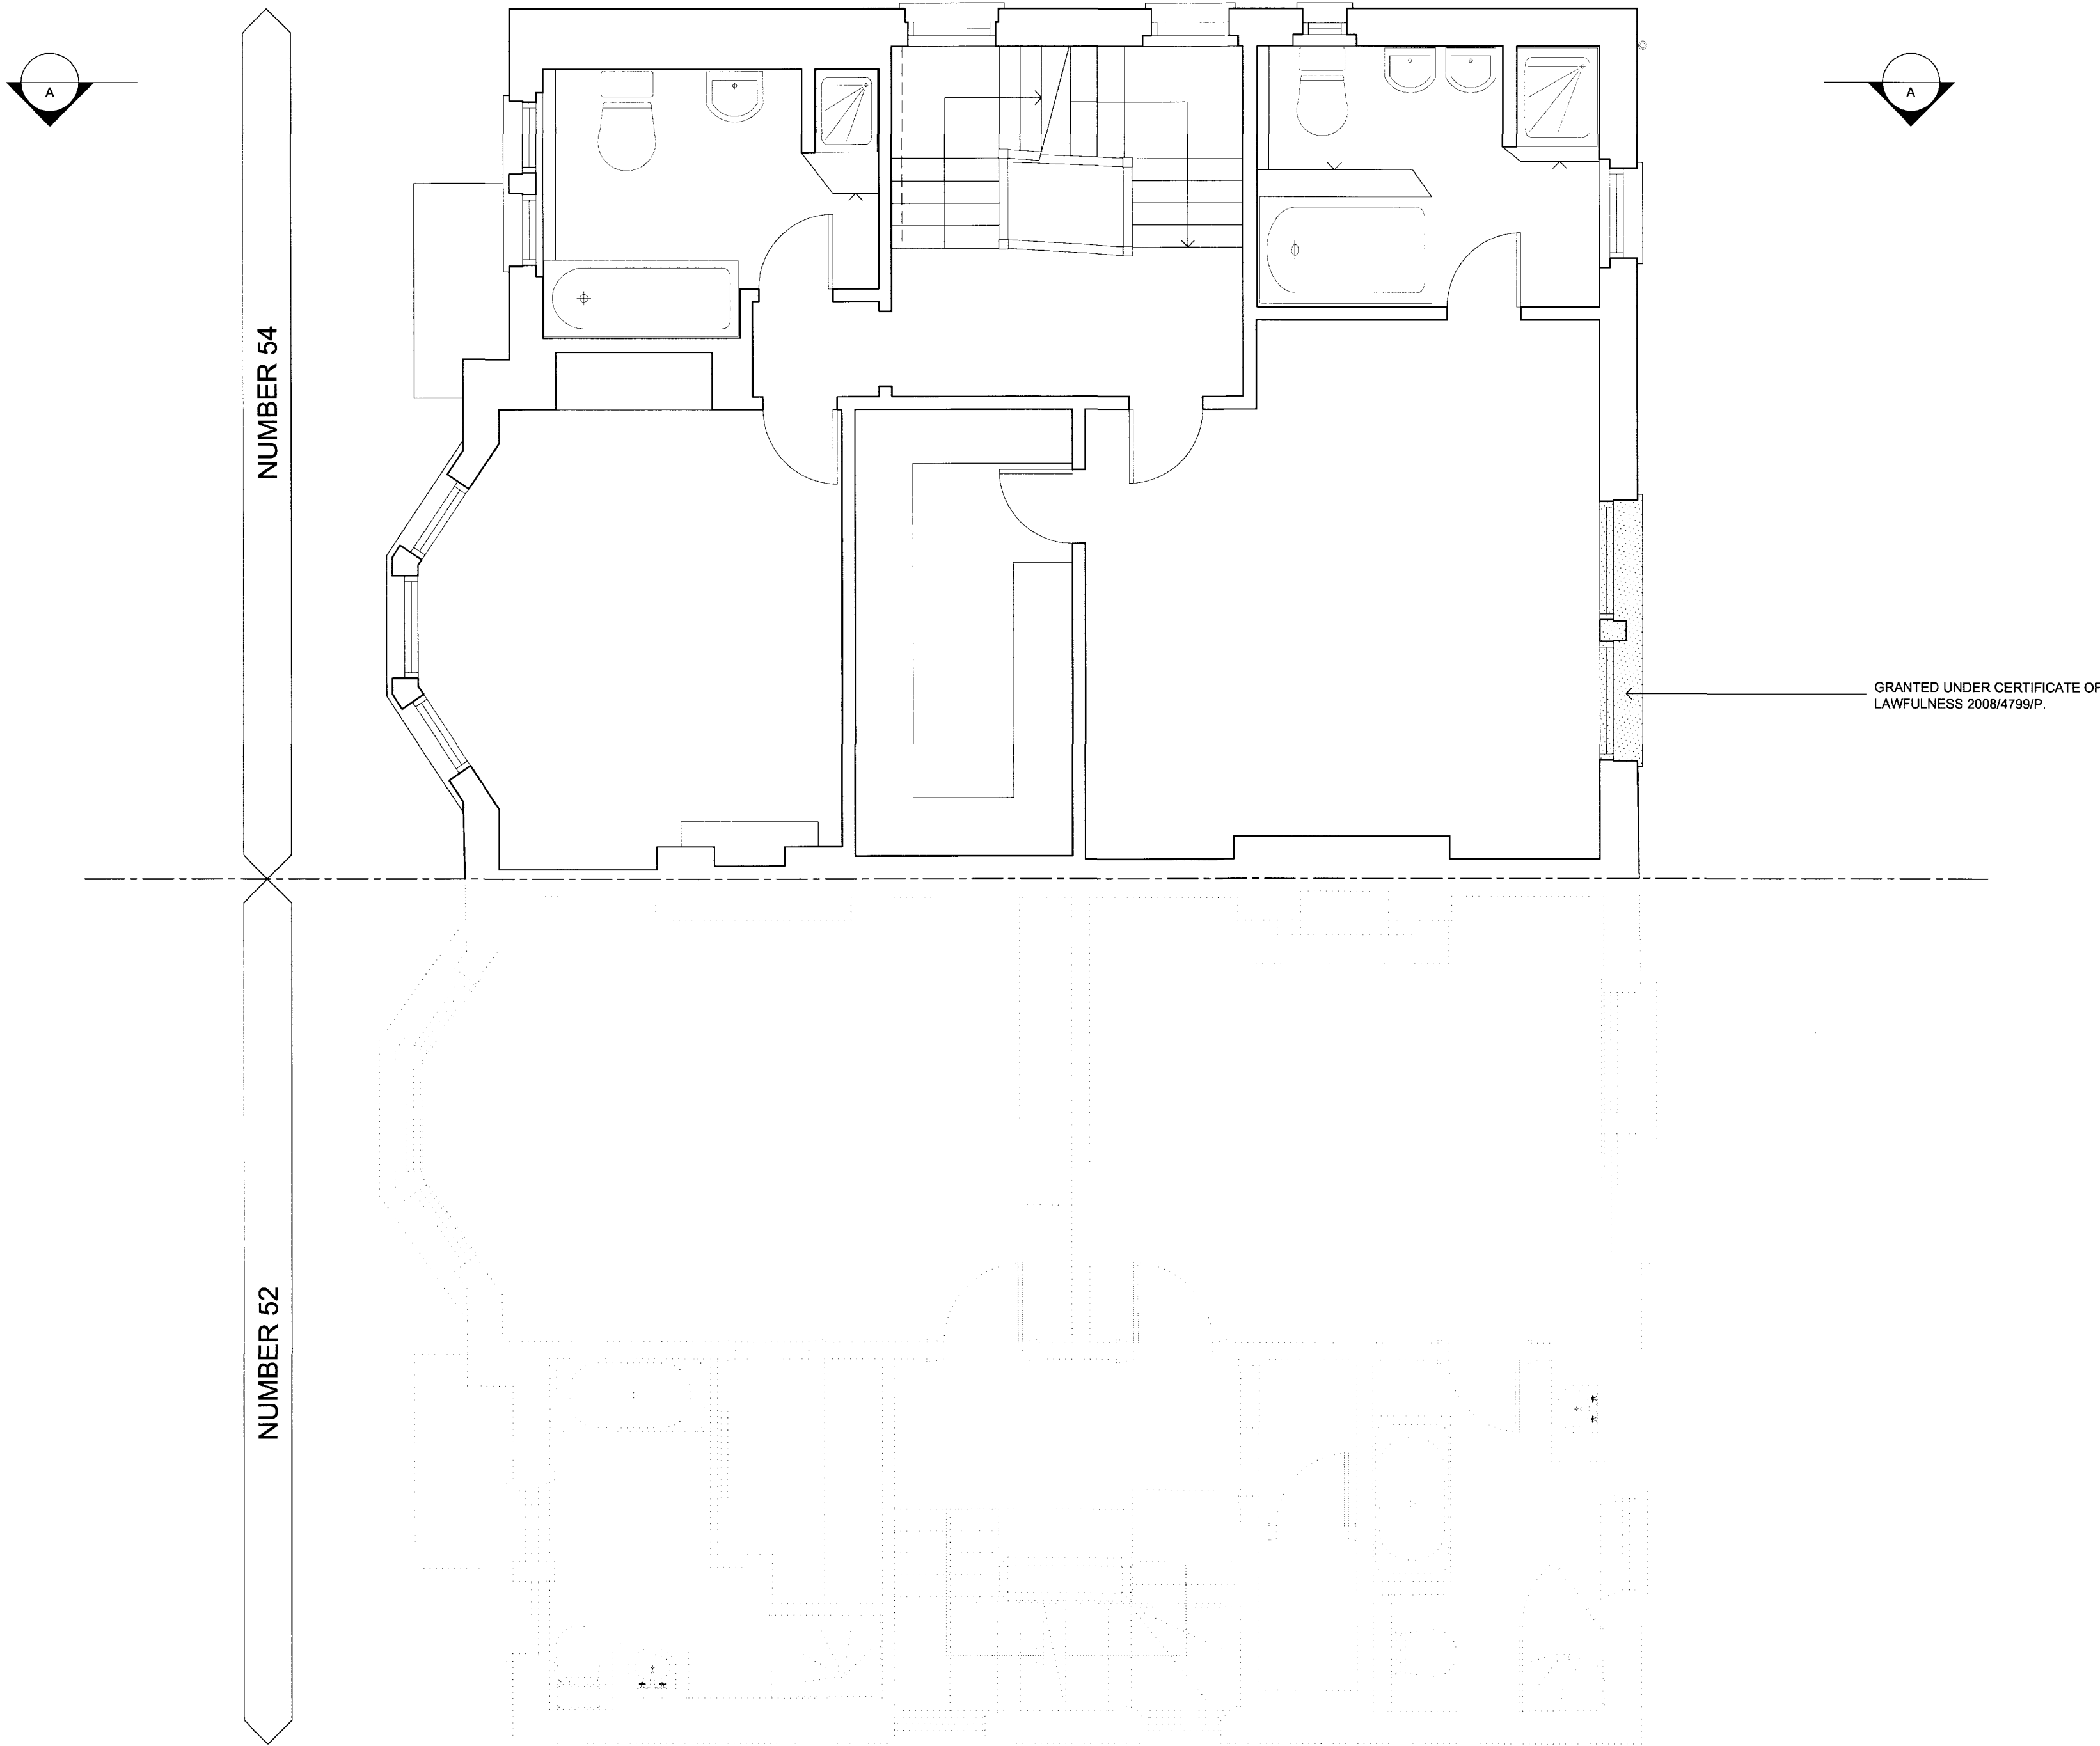 A
A
NUMBER 54
GRANTED UNDER CERTIFICATE OF
LAWFULNESS 2008/4799/P.
NUMBER 52